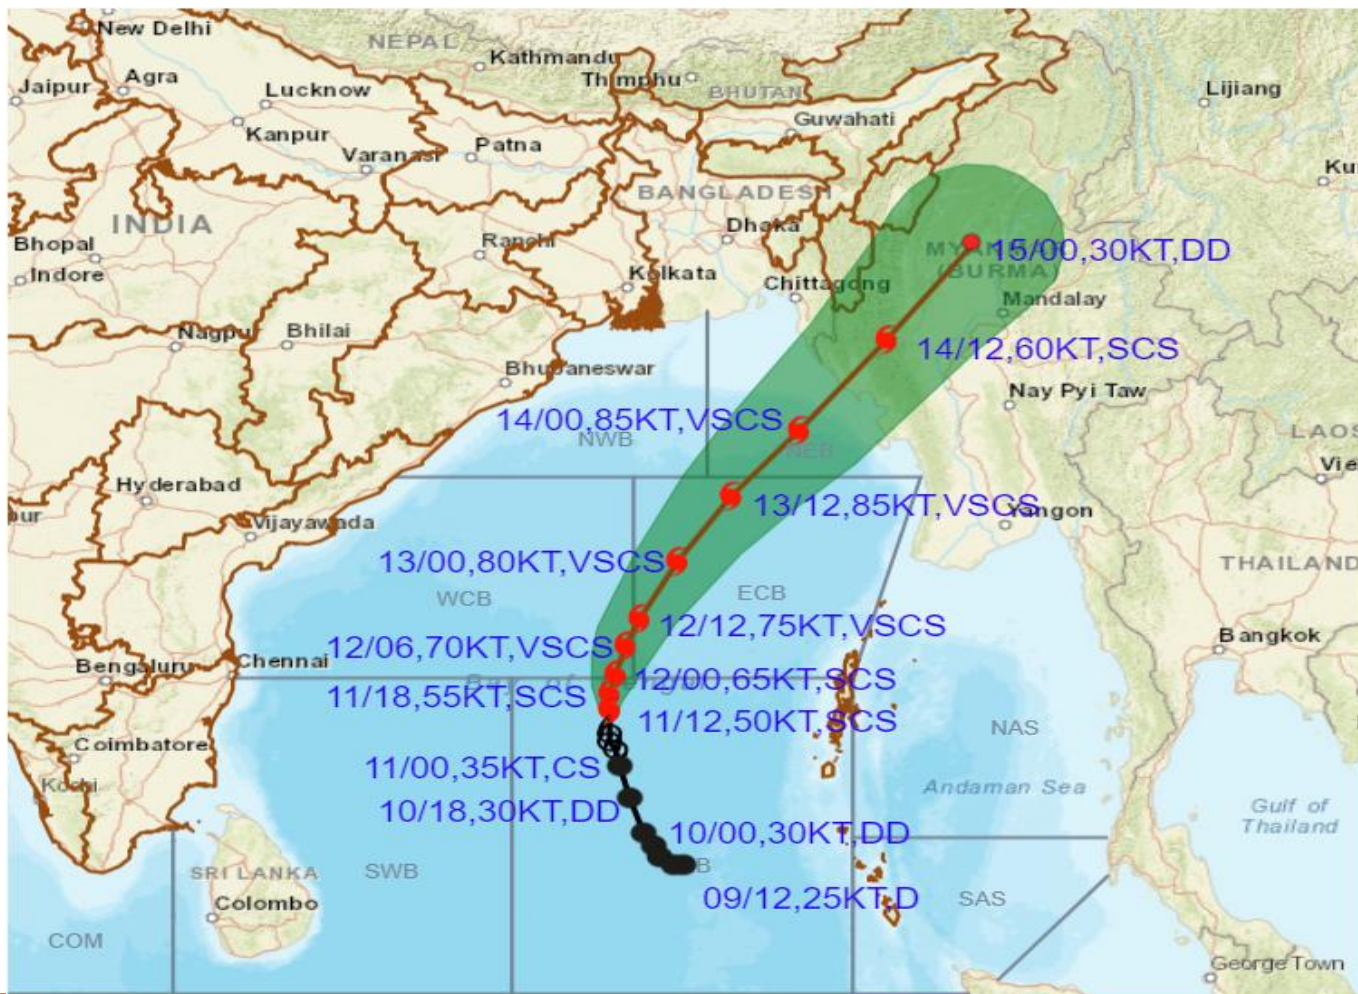 New Delhi
NEPAL
Kathmandu
Thimphu
BHUTAN
Lijiang
Jaipur
Agra
Lucknow
Guwahati
Kanpur
Patna
Varanasi
Ku
BANGLADESH
INDIA
Dhaka
Bhopal
Ranchi
15/00,30KT,DD
Indore
Kolkata
(BURMA)
Chittagong
Mandalay
Nagpur
Bhilai
14/12,60KT,SCS
Bhubaneswar
Nay Pyi Taw
14/00,85KT,VSCS
NWB
NEB
LAOS
Vie
Hyderabad
13/12,85KT,VSCS
pur
Vijayawada
Yangon
13/00,80KT,VSCS
THAILAND
WCB
ECB
12/12,75KT,VSCS
12/06,70KT,VSCS
Bangkok
Bengaluru
Chennai
12/00,65KT,SCS
11/18,55KT,SCS
11/12,50KT,SCS
NAS
Coimbatore
11/00,35KT,CS
Kochi
Andaman Sea
10/18,30KT,DD
Gulf of
Thailand
10/00,30KT,DD
SRI LANKA
SWB
B
09/12,25KT,D
SAS
Colombo
COM
George Town